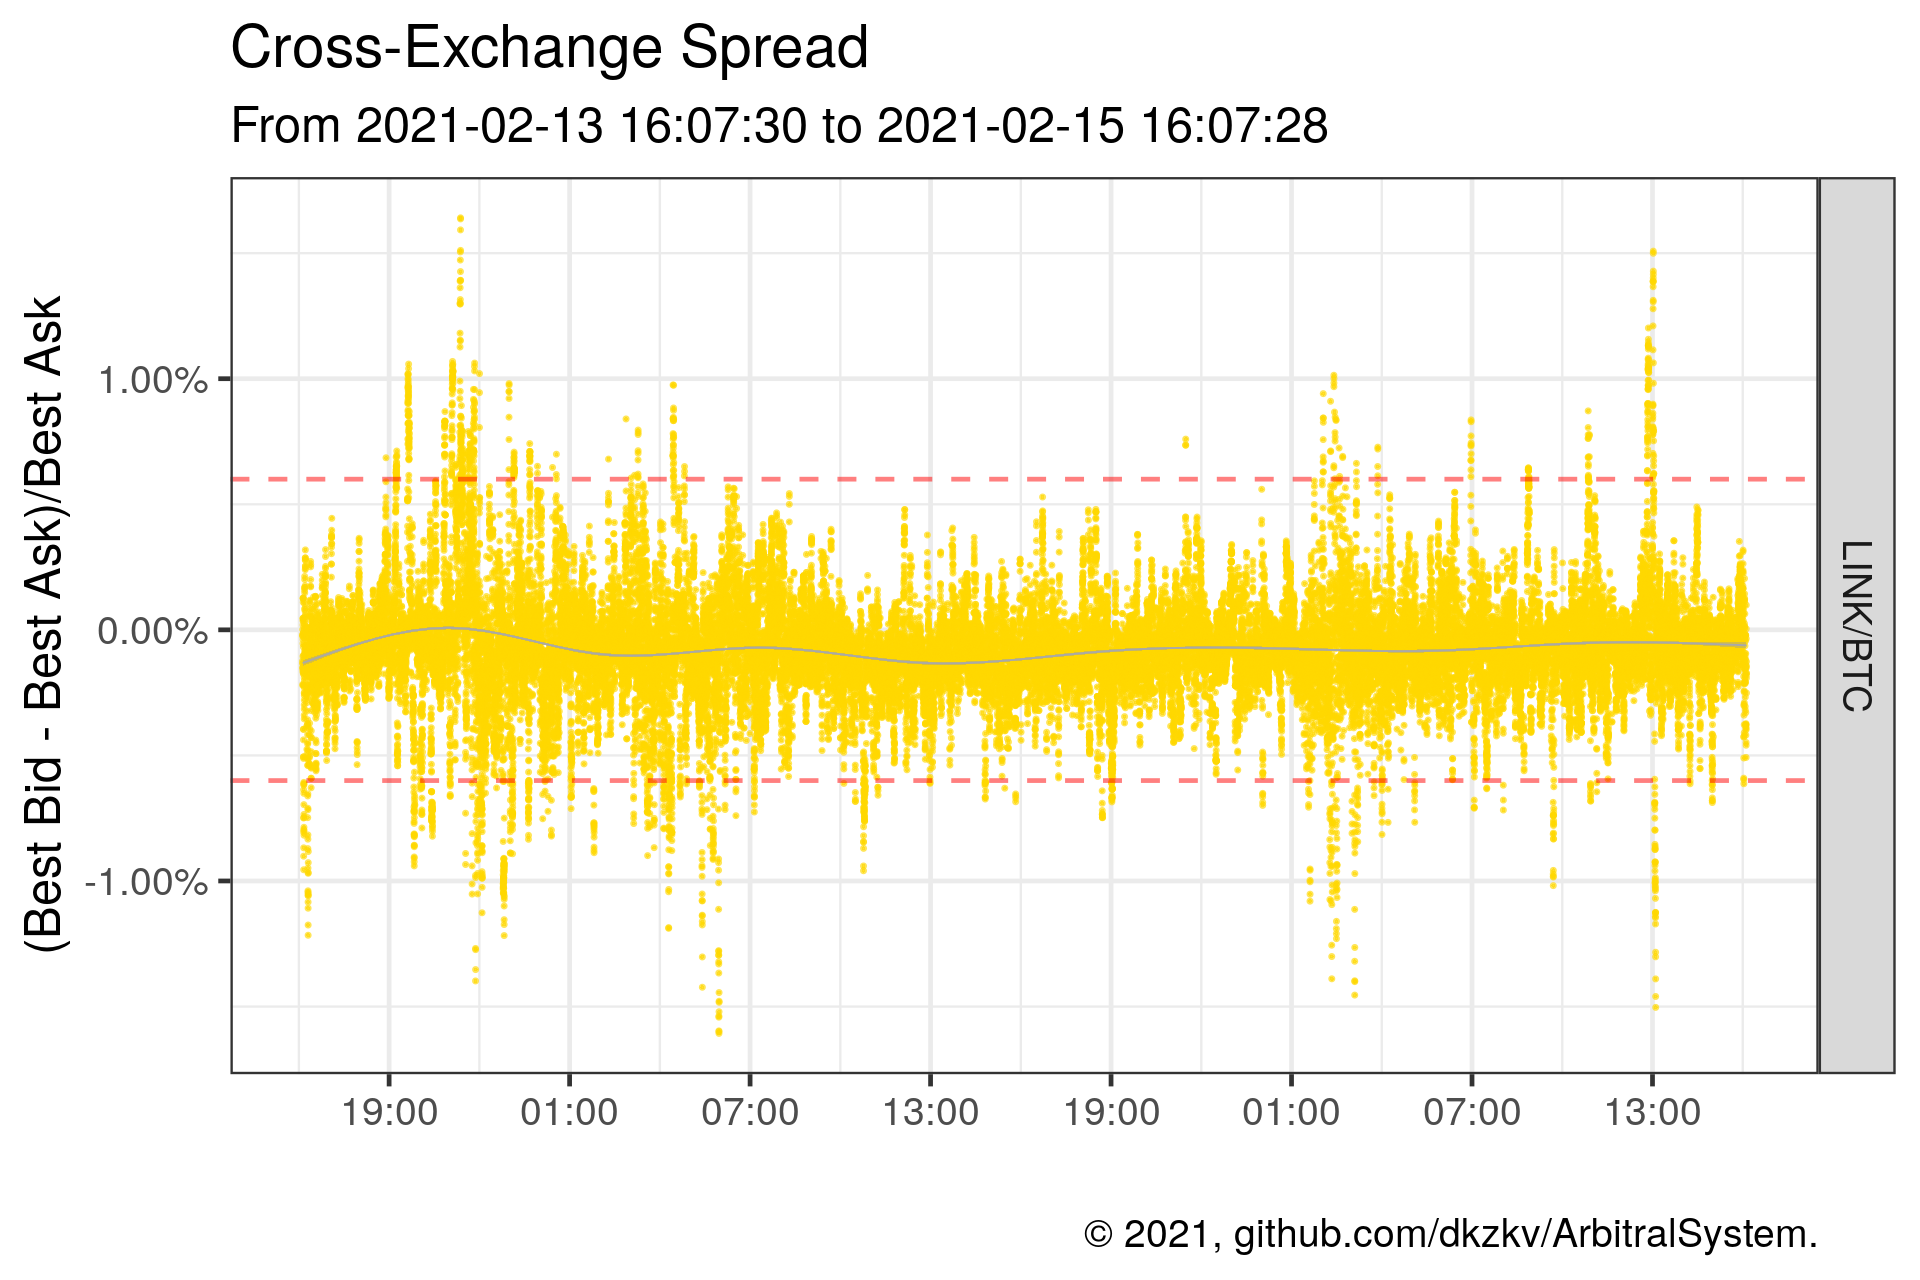 Cross-Exchange Spread
From 2021-02-13 16:07:30 to 2021-02-15 16:07:28
(Best Bid - Best Ask)/Best Ask
1.00%
0.00%
-1.00%
LINK/BTC
19:00 01:00 07:00 13:00 19:00 01:00 07:00 13:00
© 2021, github.com/dkzkv/ArbitralSystem.